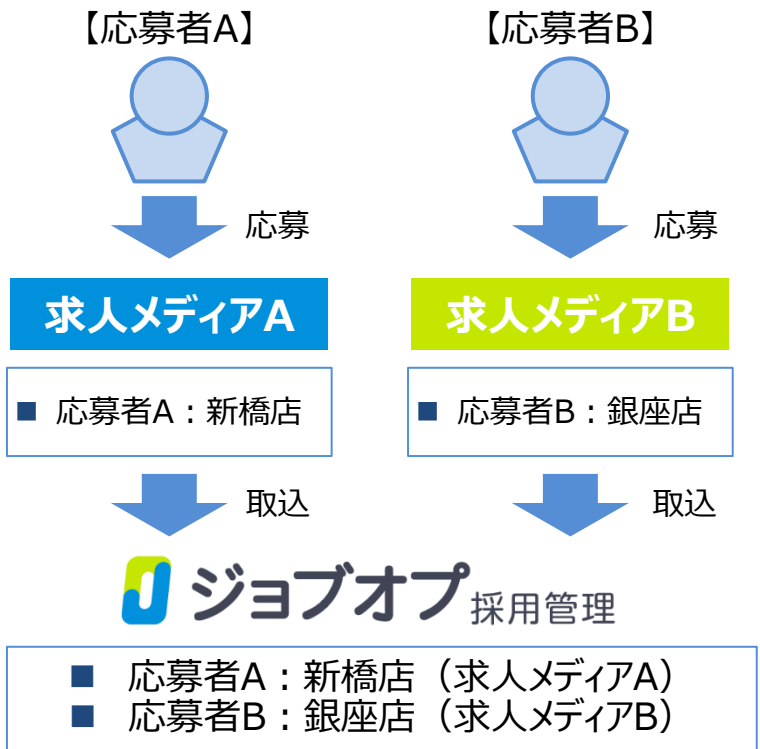 【応募者A】
【応募者B】
応募
応募
求人メディアA
求人メディアB
■ 応募者A：新橋店
■ 応募者B：銀座店
取込
取込
ジョブオプ採用管理
■ 応募者A：新橋店（求人メディアA）
■ 応募者B：銀座店（求人メディアB）